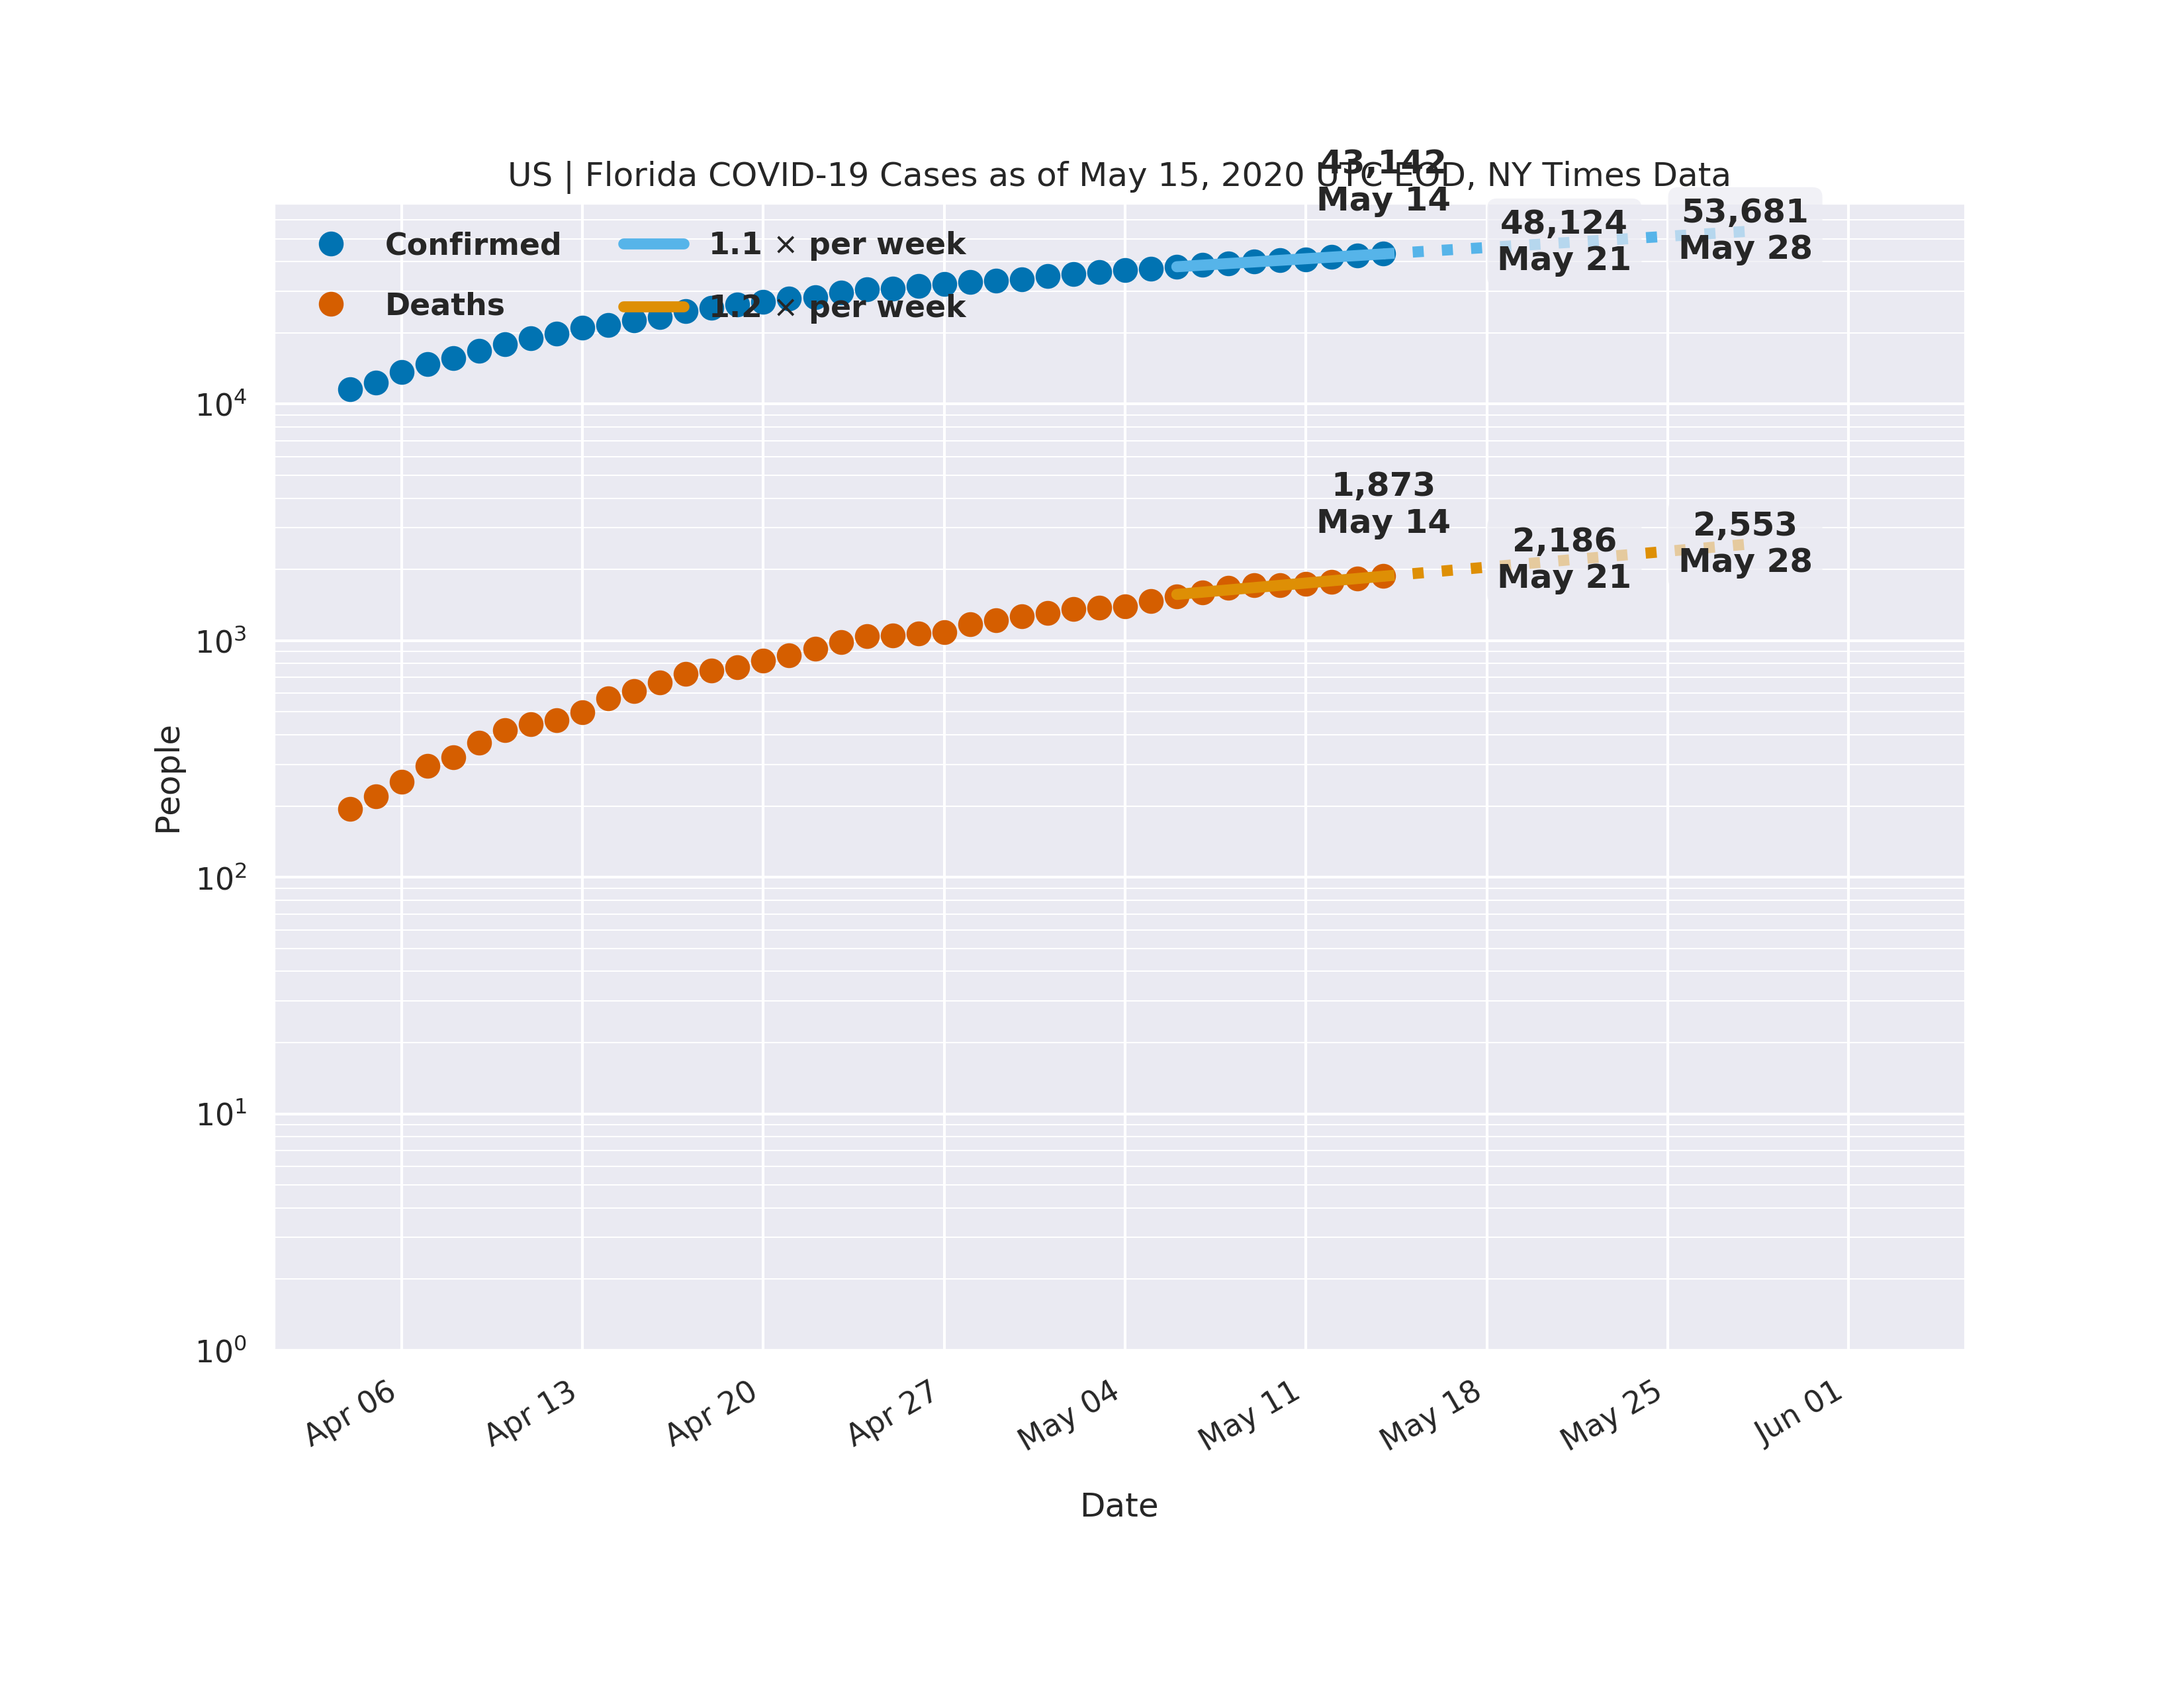 US | Florida COVID-19 Cases as of May 15, 2020 UTC EOD, NY Times Data
43,142
May 14
48,124
May 21
53,681
May 28
Confirmed
Deaths
1.1 × per week
1.2 × per week
1,873
May 14
2,186
May 21
2,553
May 28
People
10⁴
10³
10²
10¹
10⁰
Apr 06
Apr 13
Apr 20
Apr 27
May 04
May 11
May 18
May 25
Jun 01
Date